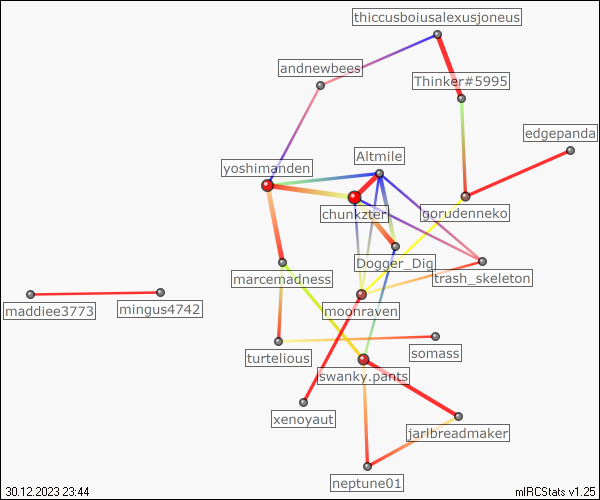 thiccusboiusalexusjoneus
andnewbees
Thinker#5995
edgepanda
Altmile
yoshimanden
chunkzter
gorudenneko
Dogger_Dig
trash_skeleton
marcemadness
maddiee3773
mingus4742
moonraven
turtelious
somass
swanky.pants
xenoyaut
jarlbreadmaker
neptune01
30.12.2023 23:44
mIRCStats v1.25